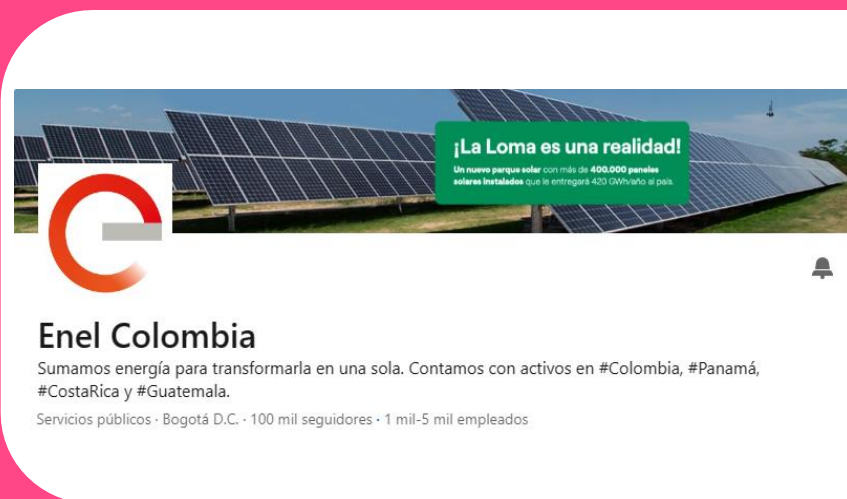 ¡La Loma es una realidad!
Un nuevo parque solar con más de 400.000 paneles
solares instalados que le entregará 420 GWh/año al país.
Enel Colombia
Sumamos energía para transformarla en una sola. Contamos con activos en #Colombia, #Panamá,
#CostaRica y #Guatemala.
Servicios públicos · Bogotá D.C. · 100 mil seguidores · 1 mil-5 mil empleados